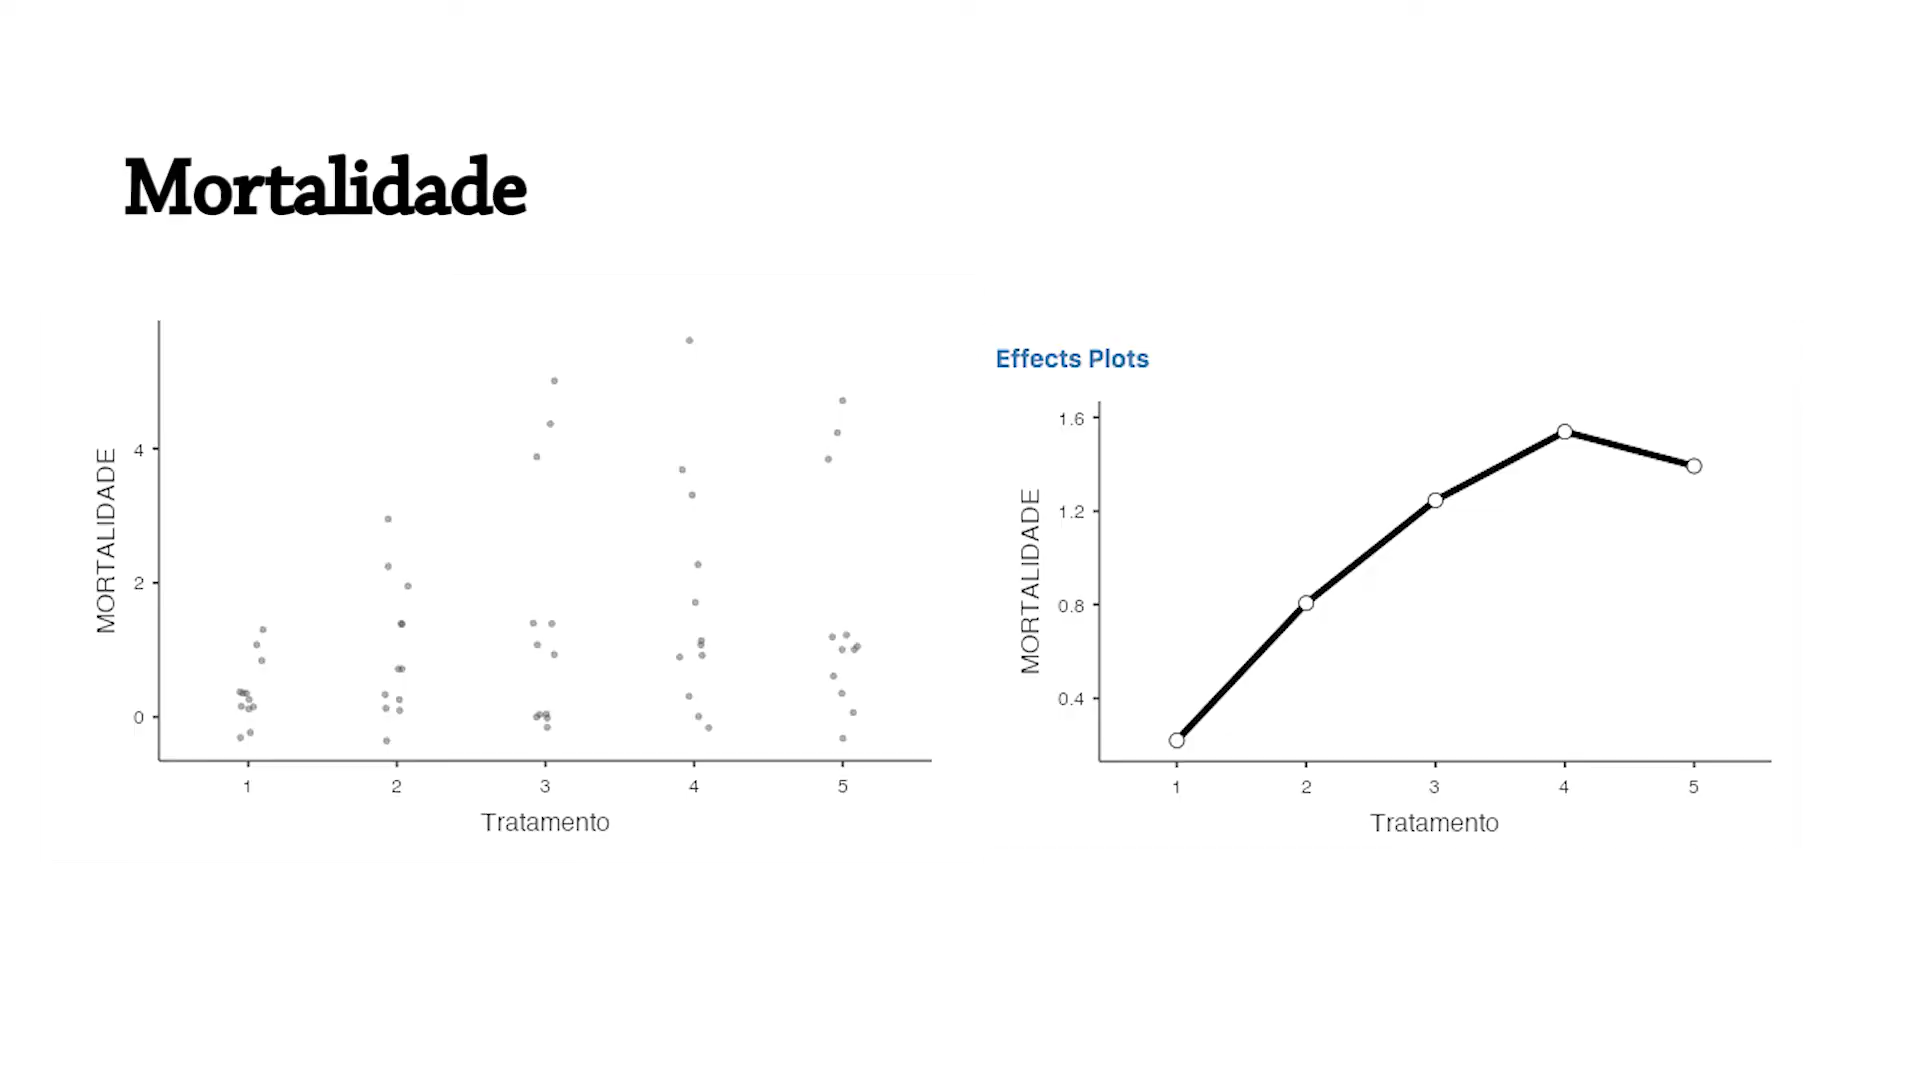 Mortalidade
MORTALIDADE
4
2
0
1 2 3 4 5
Tratamento
Effects Plots
MORTALIDADE
1.6
1.2
0.8
0.4
1 2 3 4 5
Tratamento